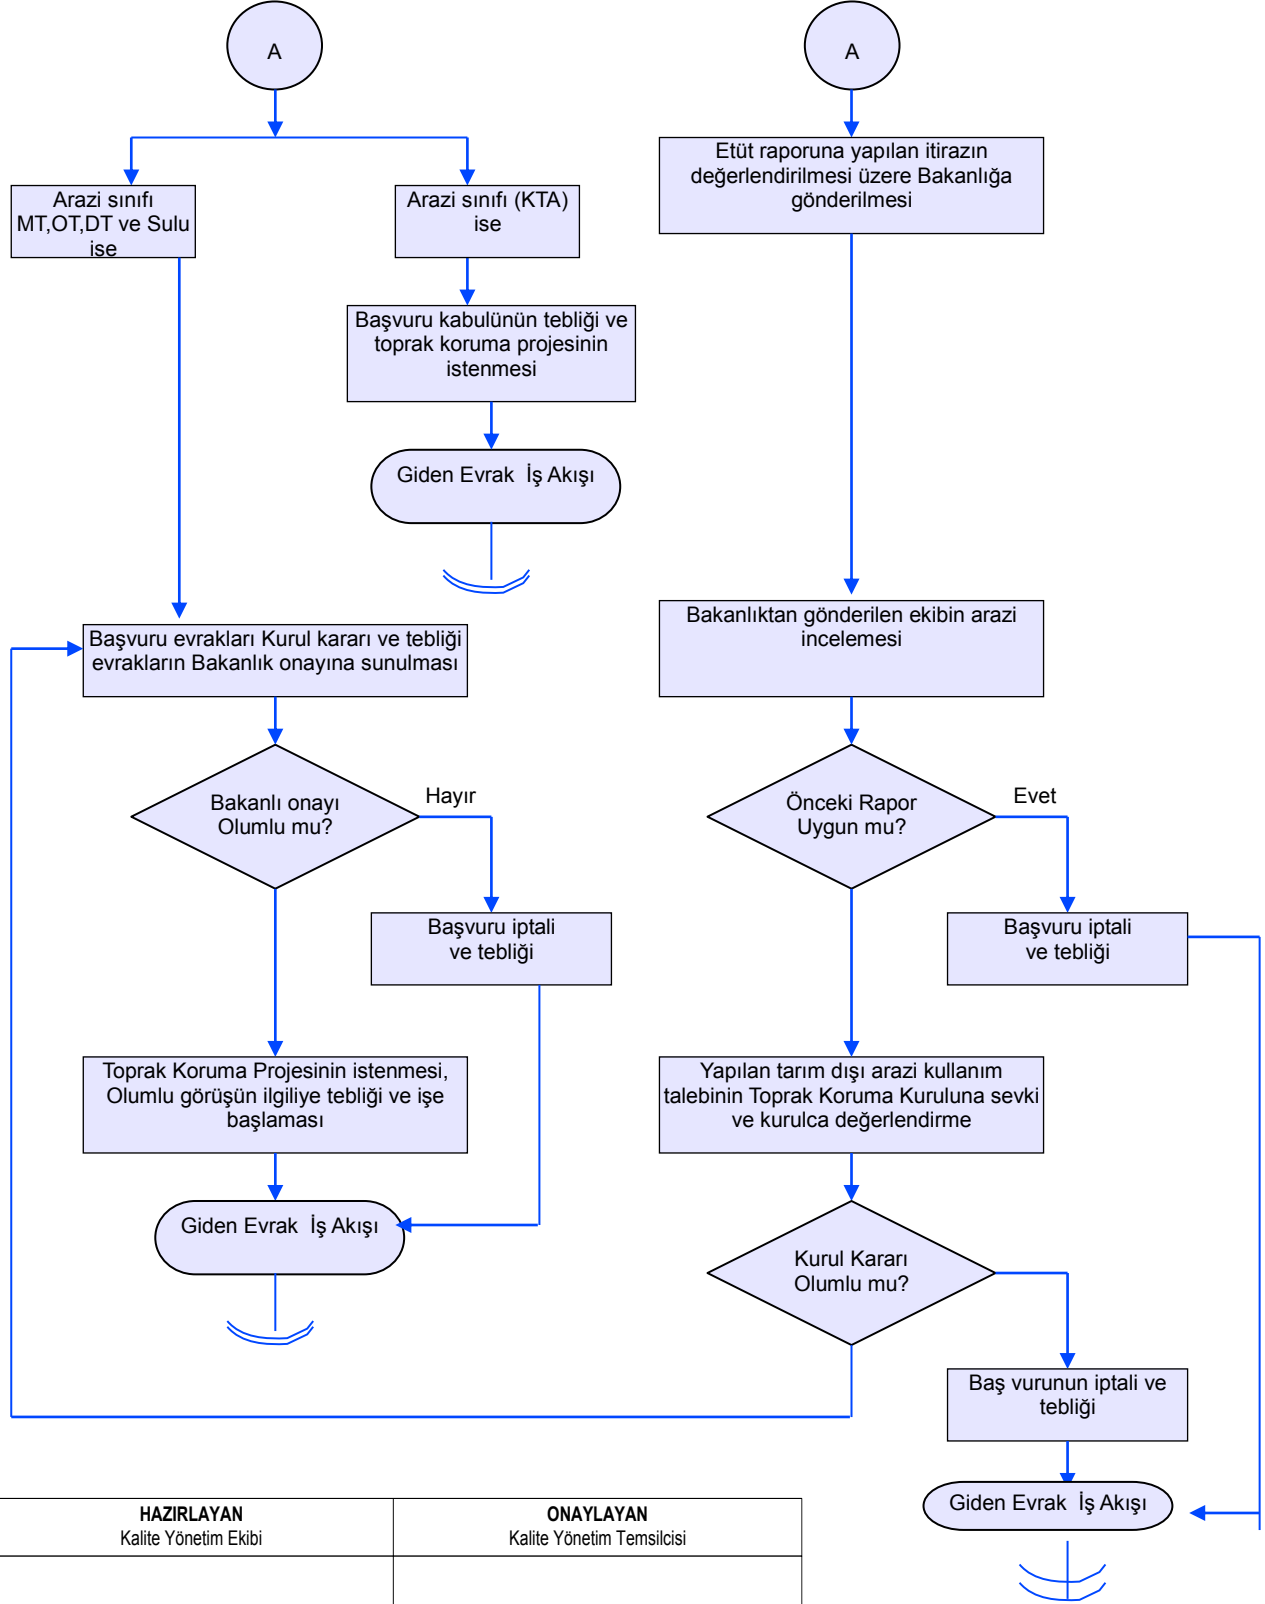 A
A
Etüt raporuna yapılan itirazın
değerlendirilmesi üzere Bakanlığa
gönderilmesi
Arazi sınıfı
MT,OT,DT ve Sulu
ise
Arazi sınıfı (KTA)
ise
Başvuru kabulünün tebliği ve
toprak koruma projesinin
istenmesi
Giden Evrak İş Akışı
Başvuru evrakları Kurul kararı ve tebliği
evrakların Bakanlık onayına sunulması
Bakanlıktan gönderilen ekibin arazi
incelemesi
Bakanlı onayı
Olumlu mu?
Hayır
Önceki Rapor
Uygun mu?
Evet
Başvuru iptali
ve tebliği
Başvuru iptali
ve tebliği
Toprak Koruma Projesinin istenmesi,
Olumlu görüşün ilgiliye tebliği ve işe
başlaması
Yapılan tarım dışı arazi kullanım
talebinin Toprak Koruma Kuruluna sevki
ve kurulca değerlendirme
Giden Evrak İş Akışı
Kurul Kararı
Olumlu mu?
Baş vurunun iptali ve
tebliği
Giden Evrak İş Akışı
HAZIRLAYAN
Kalite Yönetim Ekibi
ONAYLAYAN
Kalite Yönetim Temsilcisi